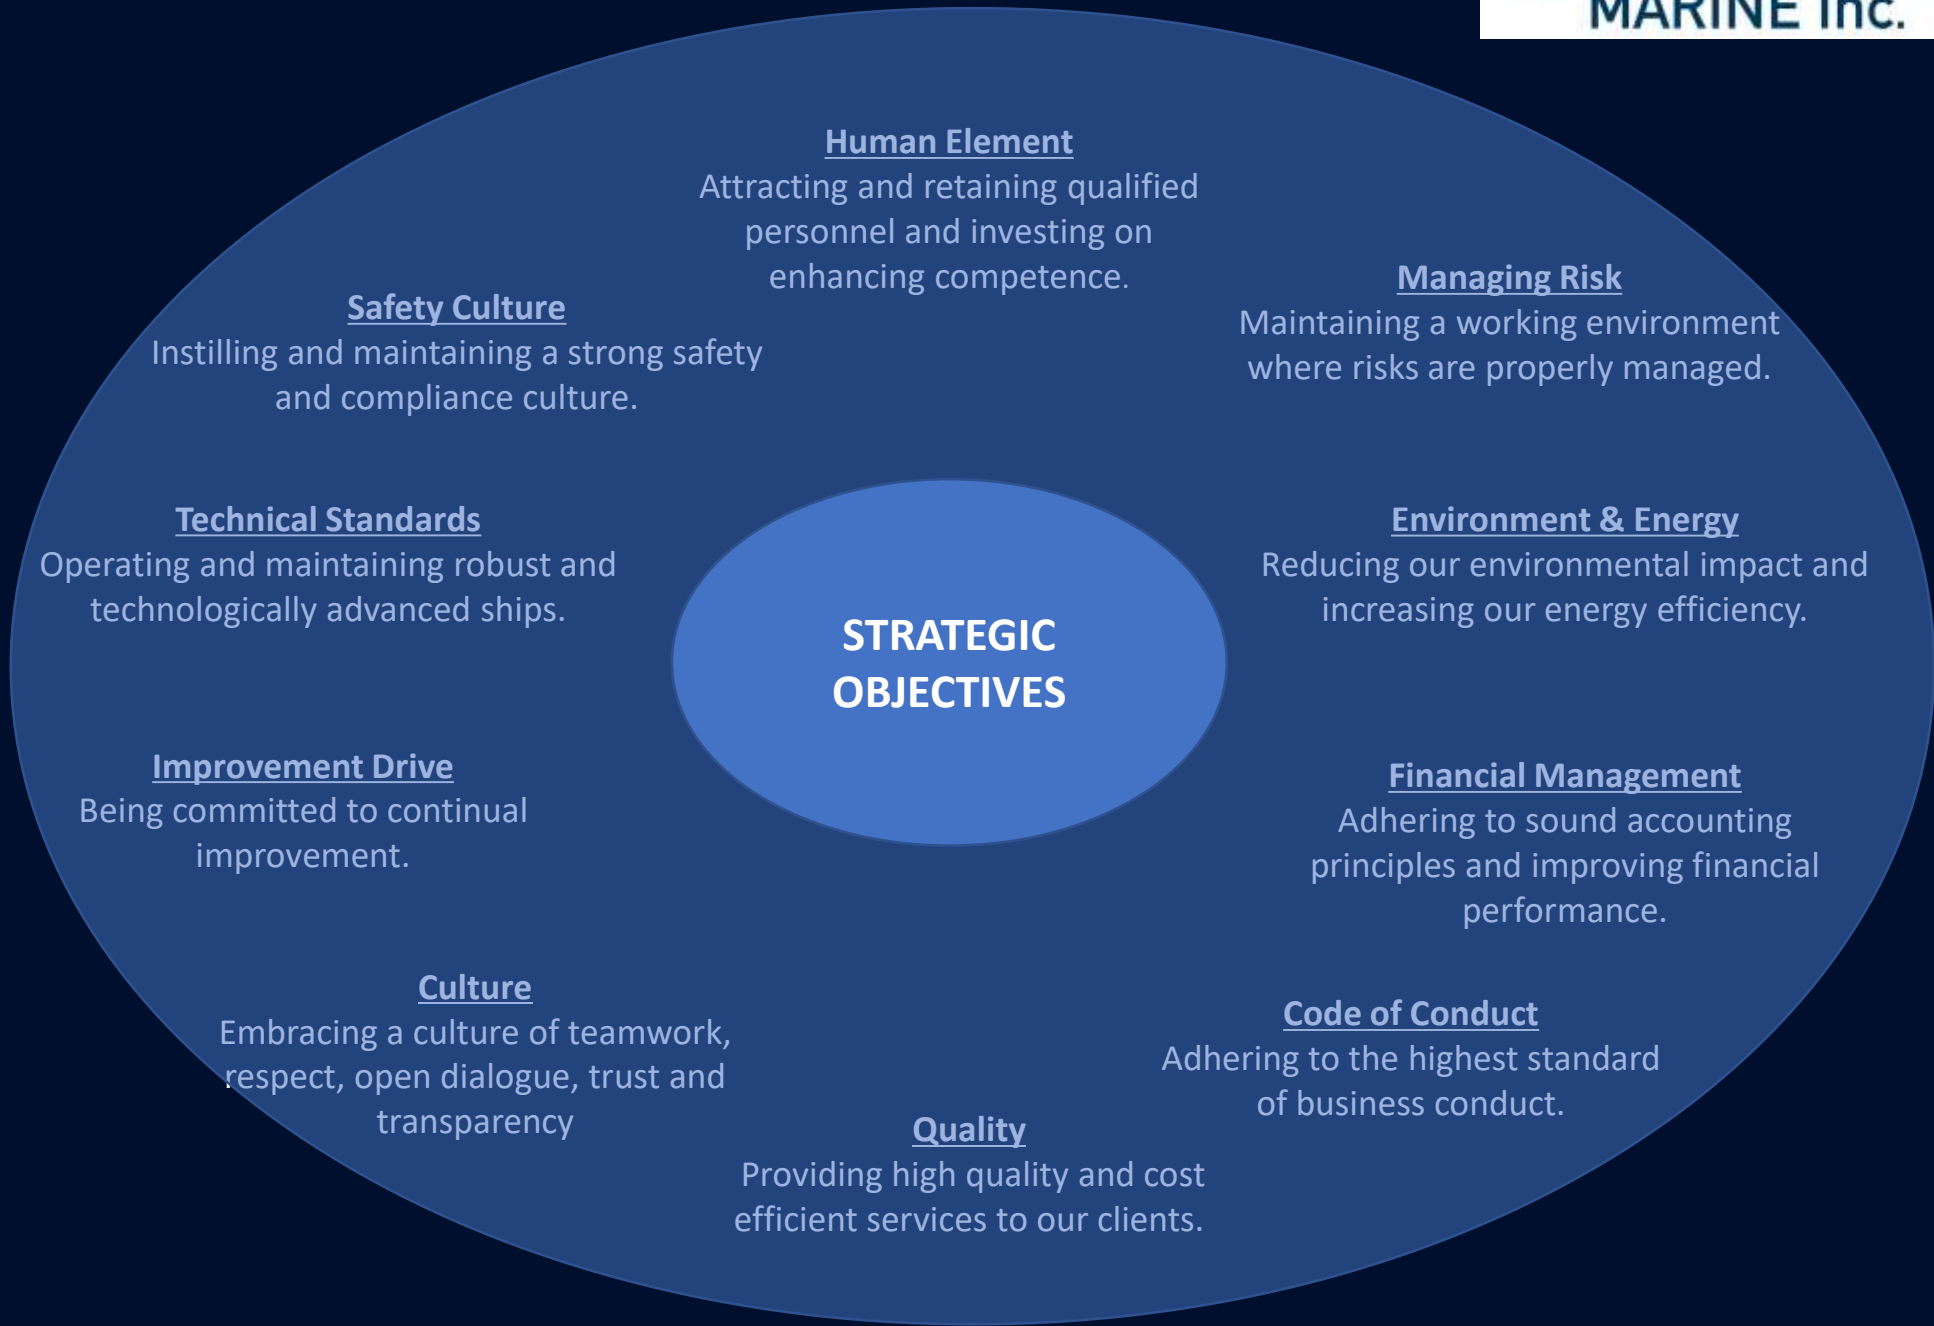 MARINE Inc.
Human Element
Attracting and retaining qualified
personnel and investing on
enhancing competence.
Managing Risk
Maintaining a working environment
where risks are properly managed.
Safety Culture
Instilling and maintaining a strong safety
and compliance culture.
Technical Standards
Operating and maintaining robust and
technologically advanced ships.
Environment & Energy
Reducing our environmental impact and
increasing our energy efficiency.
STRATEGIC
OBJECTIVES
Improvement Drive
Being committed to continual
improvement.
Financial Management
Adhering to sound accounting
principles and improving financial
performance.
Culture
Embracing a culture of teamwork,
respect, open dialogue, trust and
transparency
Code of Conduct
Adhering to the highest standard
of business conduct.
Quality
Providing high quality and cost
efficient services to our clients.